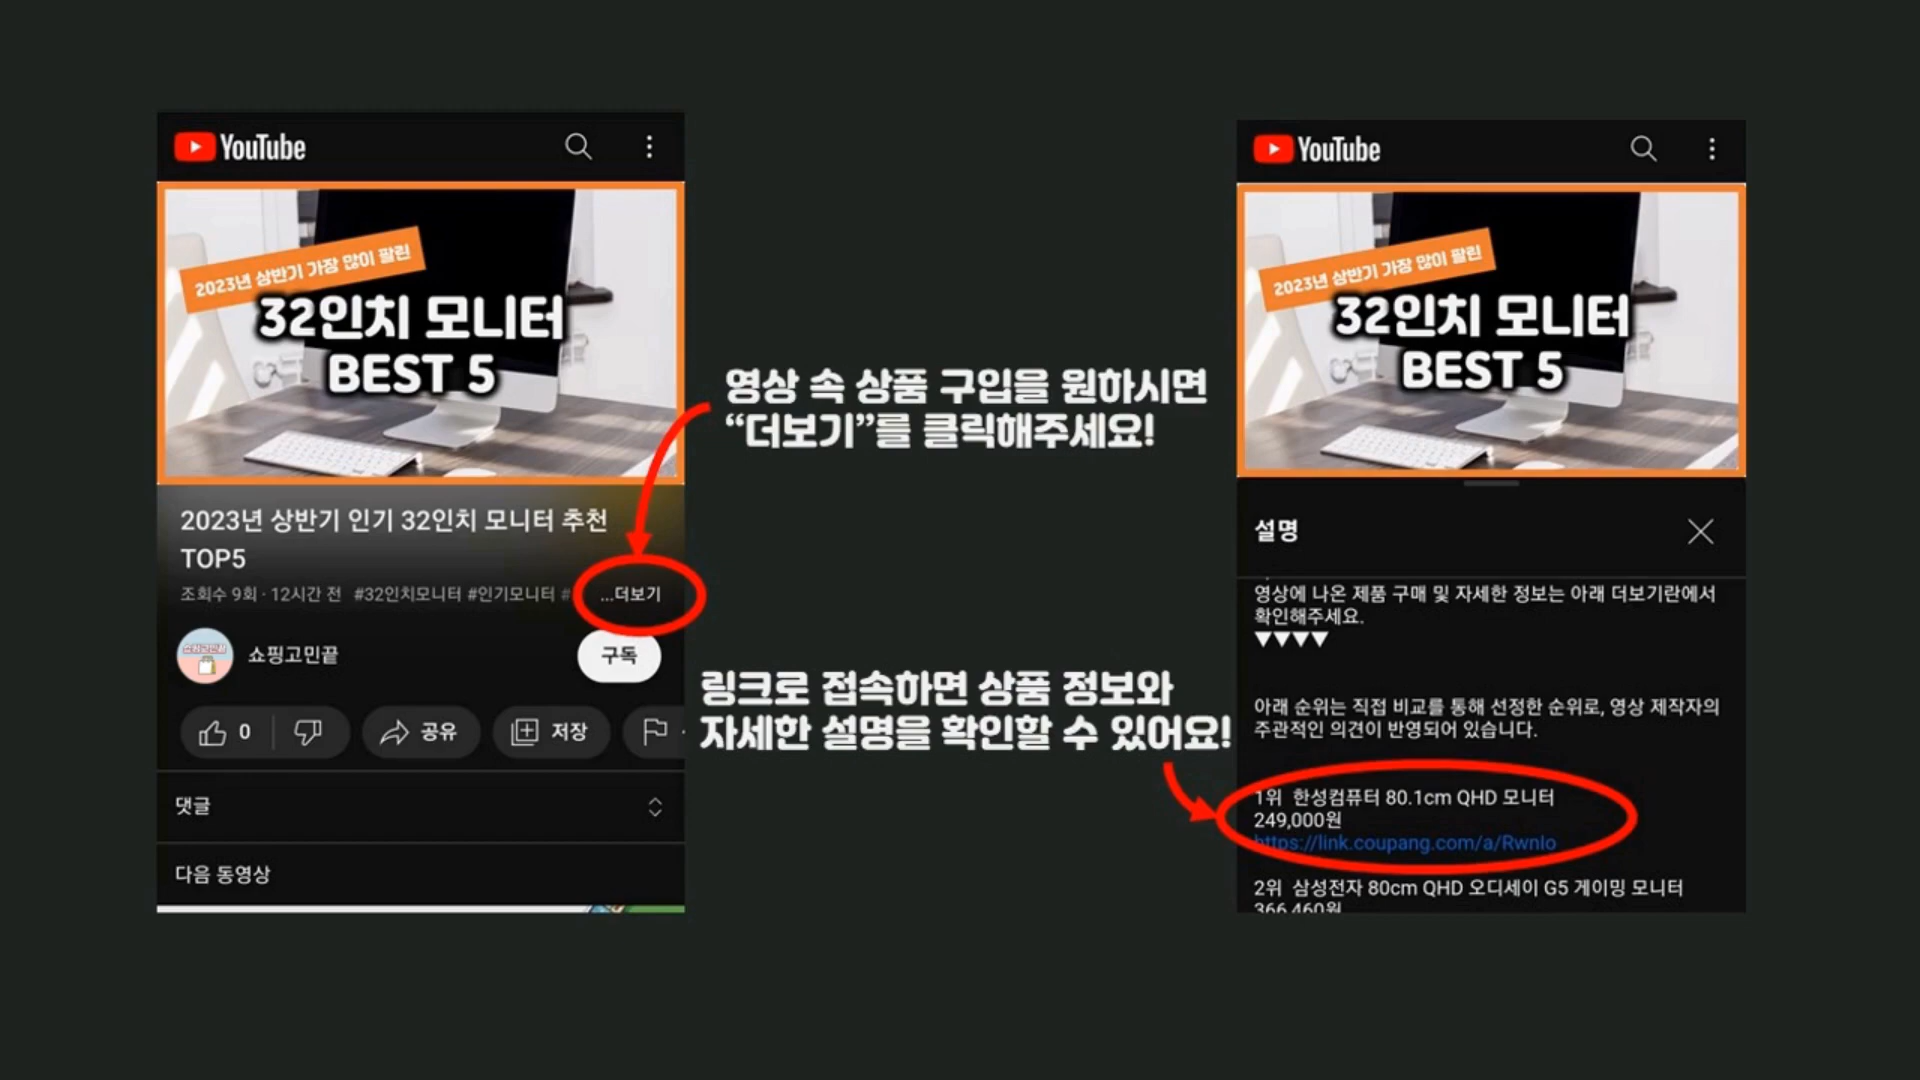 YouTube
2023년 상반기 가장 많이 팔린
32인치 모니터
BEST 5
2023년 상반기 인기 32인치 모니터 추천
TOP5
조회수 9회 · 12시간 전 #32인치모니터 #인기모니터 # ...더보기
쇼핑고민끝
쇼핑고민끝
구독
0
공유
저장
댓글
다음 동영상
영상 속 상품 구입을 원하시면
“더보기”를 클릭해주세요!
링크로 접속하면 상품 정보와
자세한 설명을 확인할 수 있어요!
YouTube
2023년 상반기 가장 많이 팔린
32인치 모니터
BEST 5
설명
영상에 나온 제품 구매 및 자세한 정보는 아래 더보기란에서
확인해주세요.
▼▼▼▼
아래 순위는 직접 비교를 통해 선정한 순위로, 영상 제작자의
주관적인 의견이 반영되어 있습니다.
1위 한성컴퓨터 80.1cm QHD 모니터
249,000원
https://link.coupang.com/a/RwnIo
2위 삼성전자 80cm QHD 오디세이 G5 게이밍 모니터
366,460원